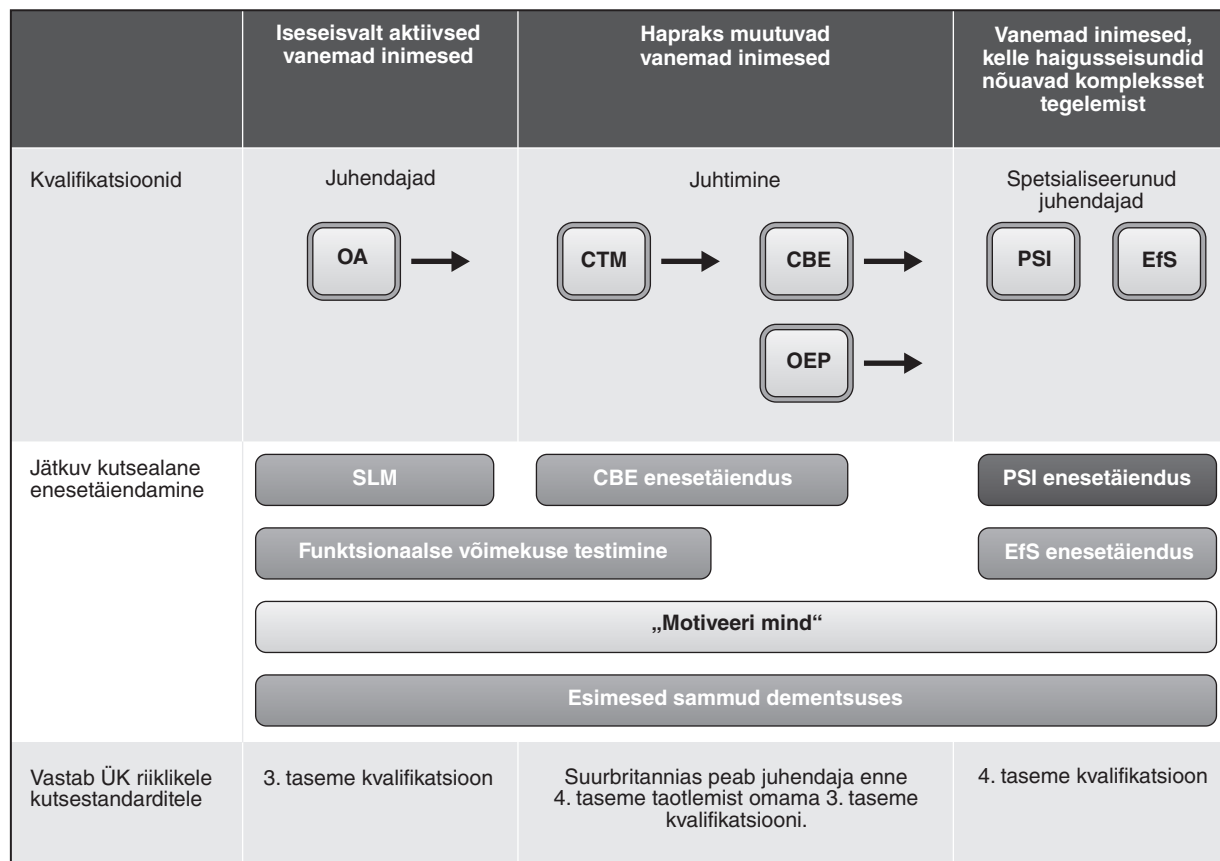 Iseseisvalt aktiivsed
vanemad inimesed
Hapraks muutuvad
vanemad inimesed
Vanemad inimesed,
kelle haigusseisundid
nõuavad kompleksset
tegelemist
Kvalifikatsioonid
Juhendajad
Juhtimine
Spetsialiseerunud
juhendajad
OA
CTM
CBE
PSI
EfS
OEP
Jätkuv kutsealane
enesetäiendamine
SLM
CBE enesetäiendus
PSI enesetäiendus
Funktsionaalse võimekuse testimine
EfS enesetäiendus
„Motiveeri mind“
Esimesed sammud dementsuses
Vastab ÜK riiklikele
kutsestandarditele
3. taseme kvalifikatsioon
Suurbritannias peab juhendaja enne
4. taseme taotlemist omama 3. taseme
kvalifikatsiooni.
4. taseme kvalifikatsioon